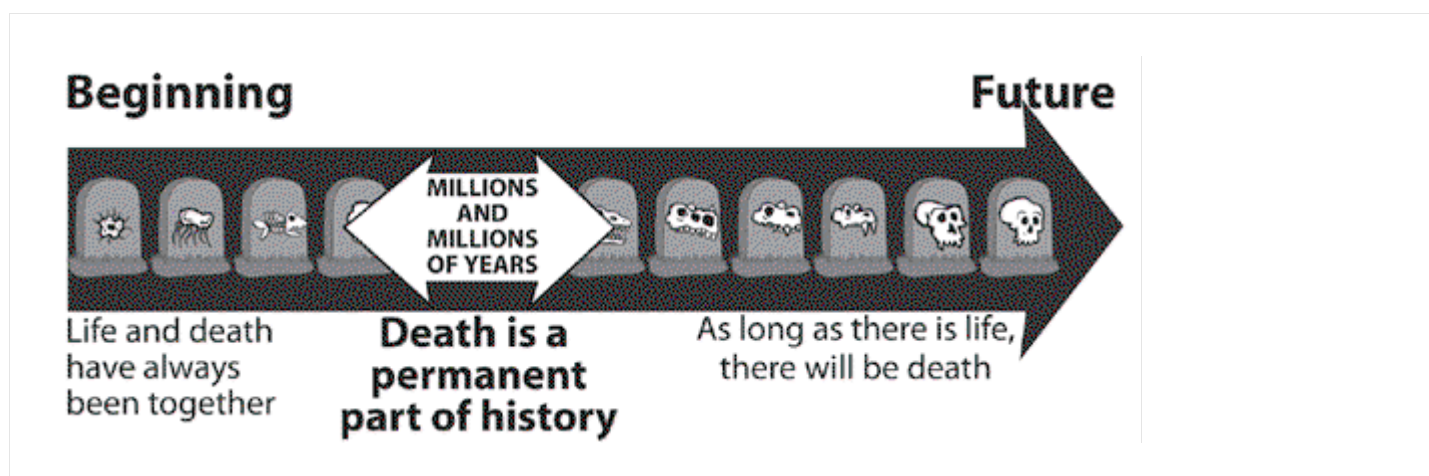 Beginning
Future
MILLIONS
AND
MILLIONS
OF YEARS
Life and death
have always
been together
Death is a
permanent
part of history
As long as there is life,
there will be death